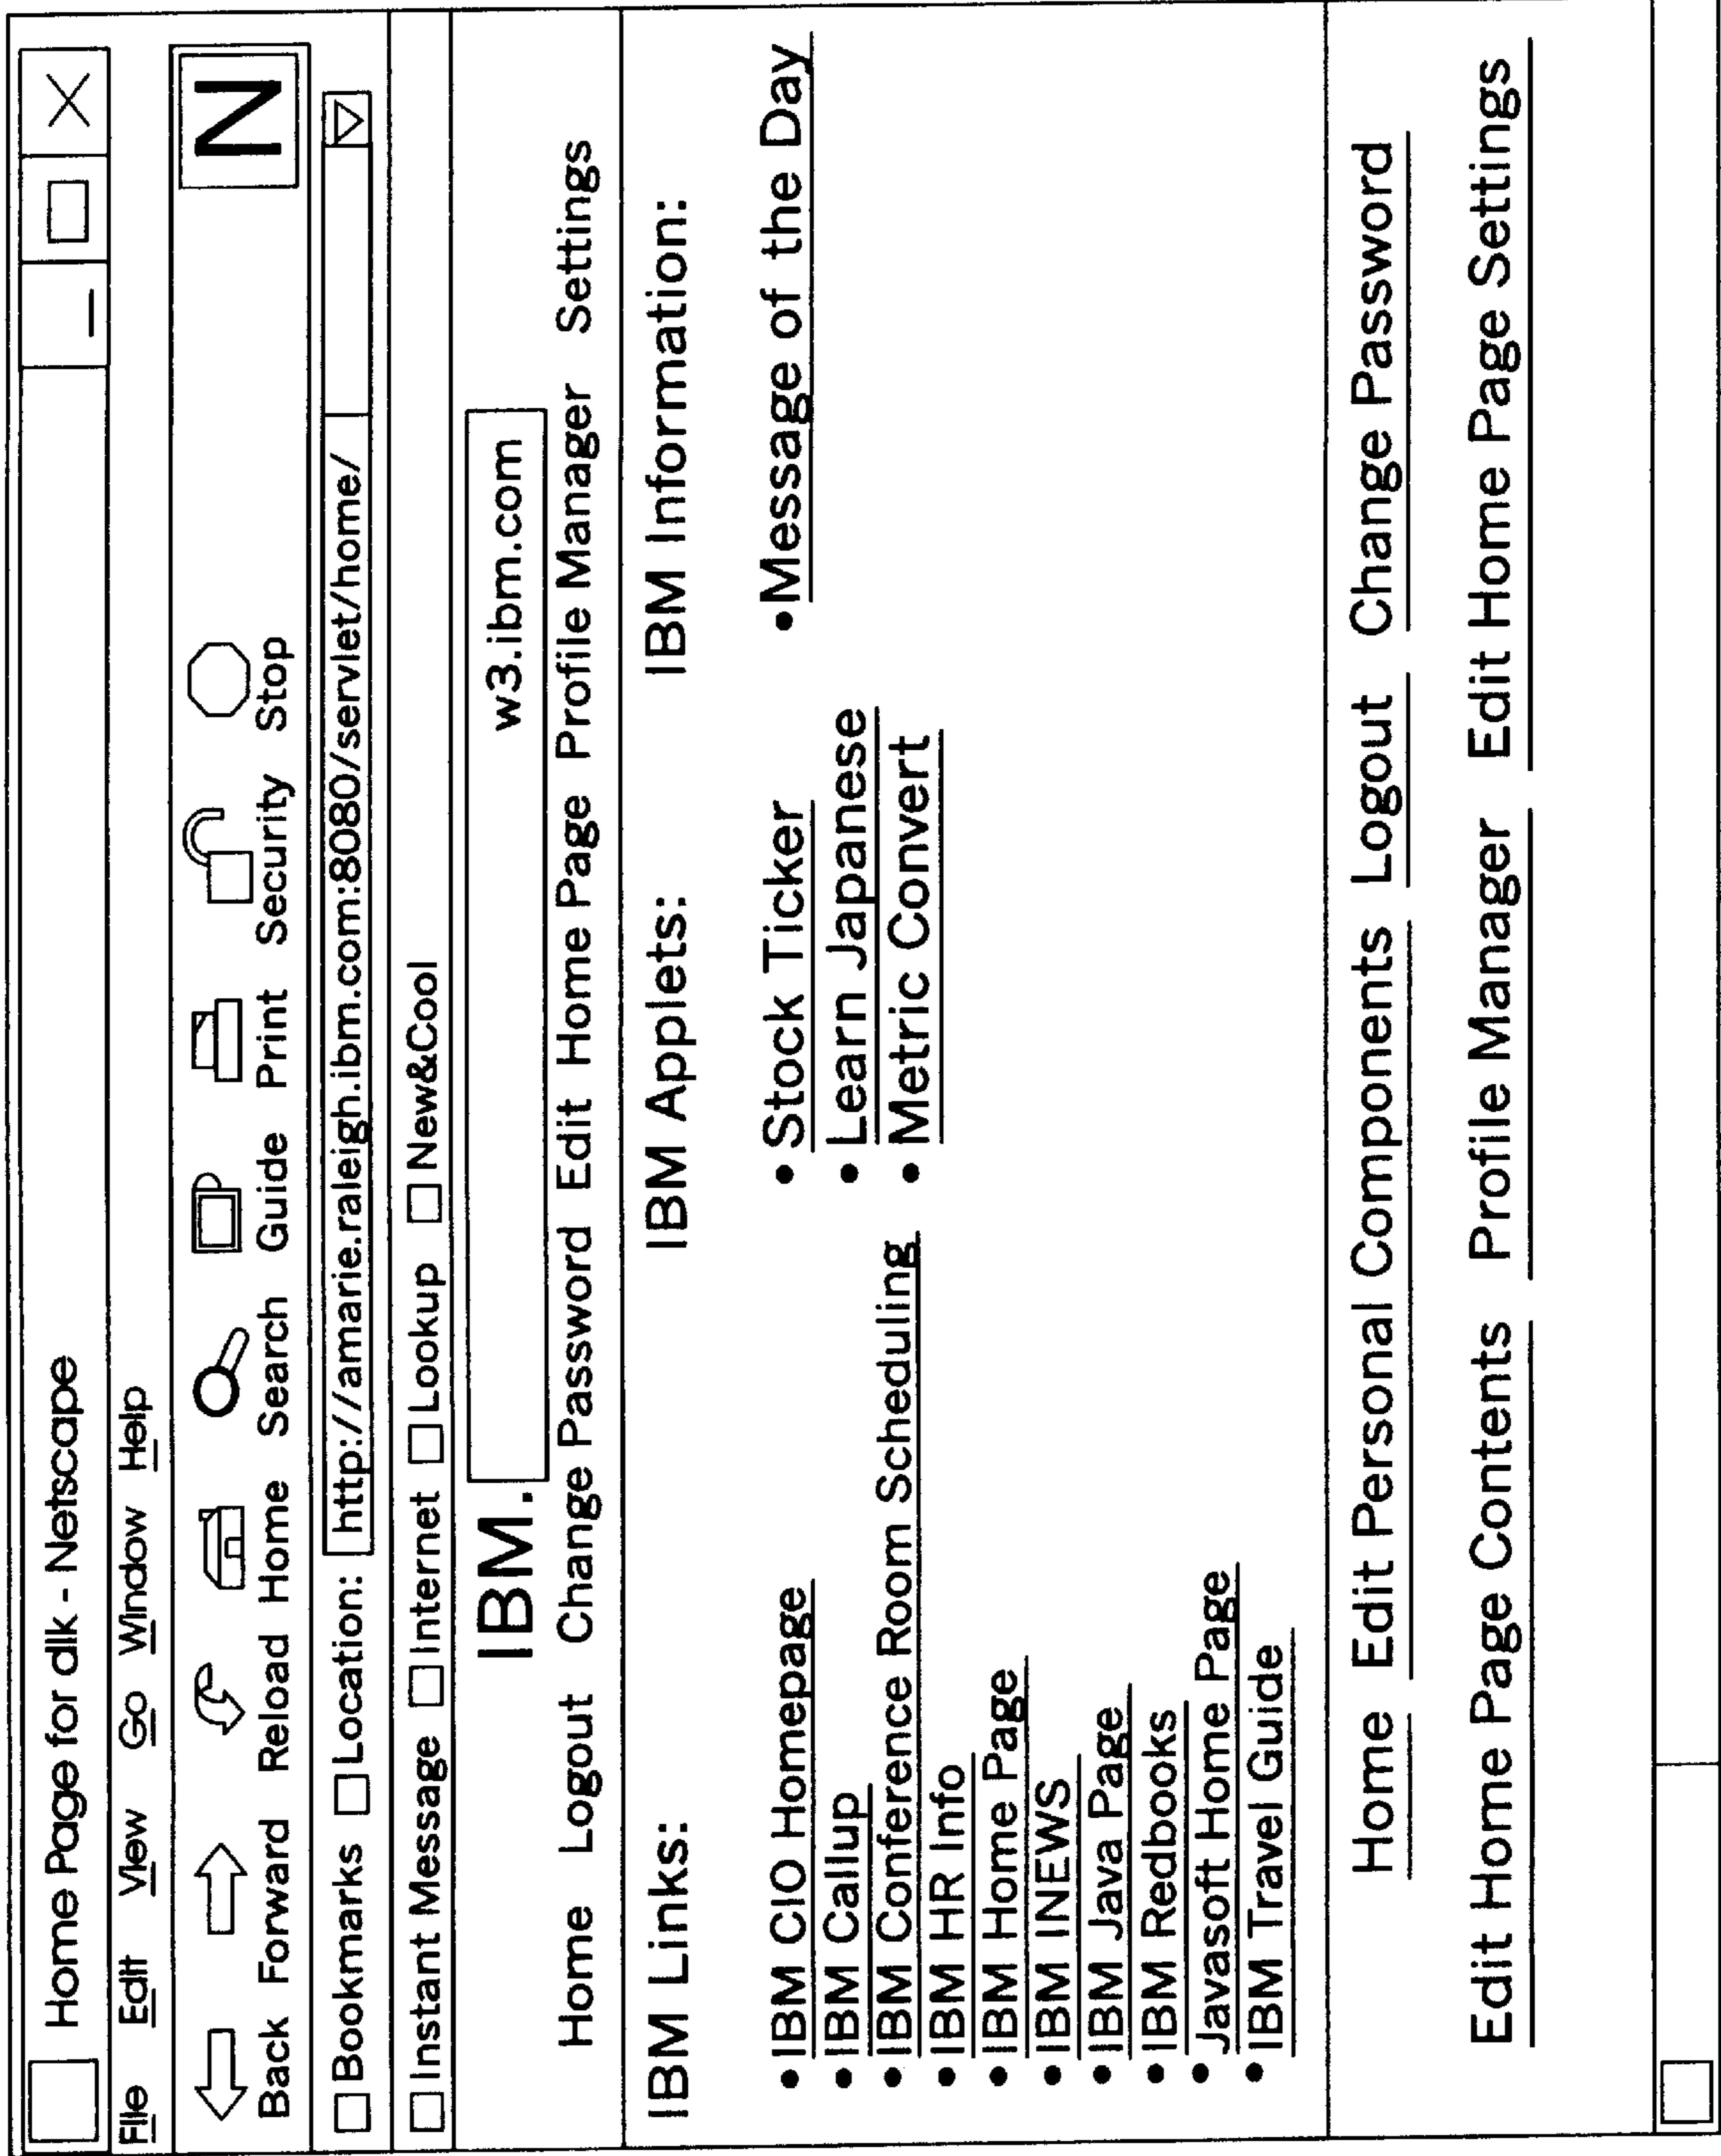 Home Page for dlk - Netscape
File Edit View Go Window Help
N
Back Forward Reload Home Search Guide Print Security Stop
Bookmarks Location: http://amarie.raleigh.ibm.com:8080/servlet/home/
Instant Message Internet Lookup New&Cool
IBM. w3.ibm.com
Home Logout Change Password Edit Home Page Profile Manager Settings
IBM Links: IBM Applets: IBM Information:
•IBM CIO Homepage • Stock Ticker •Message of the Day
•IBM Callup • Learn Japanese
•IBM Conference Room Scheduling • Metric Convert
•IBM HR Info
•IBM Home Page
•IBM INEWS
•IBM Java Page
•IBM Redbooks
•Javasoft Home Page
•IBM Travel Guide
Home Edit Personal Components Logout Change Password
Edit Home Page Contents Profile Manager Edit Home Page Settings